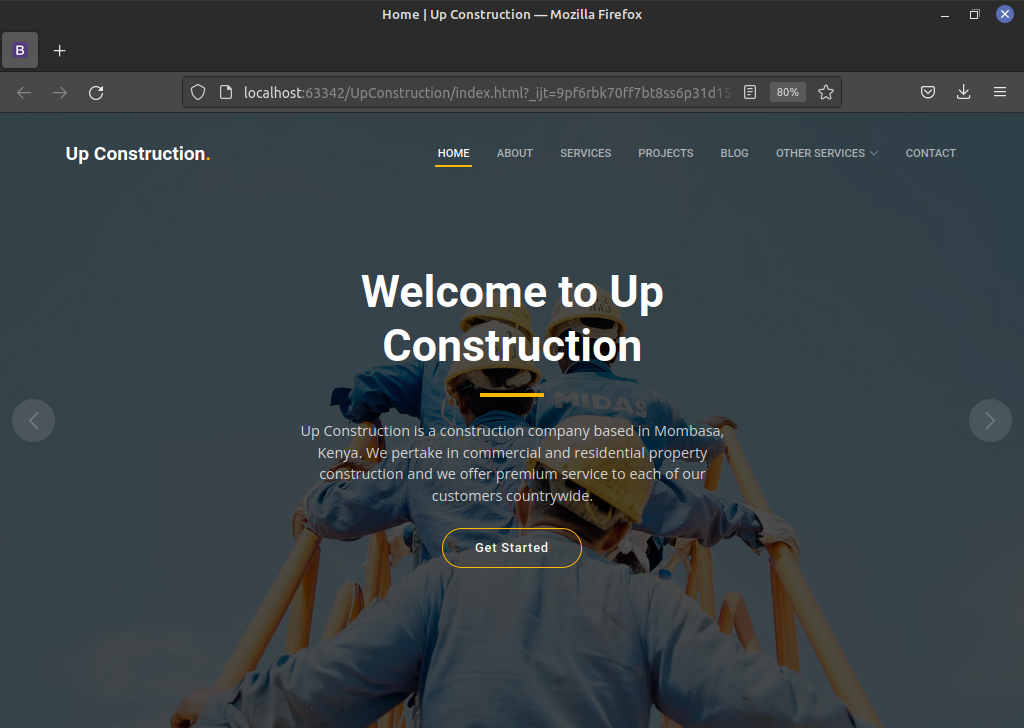 Home | Up Construction — Mozilla Firefox
B
localhost:63342/UpConstruction/index.html?_ijt=9pf6rbk70ff7bt8ss6p31d15
80%
Up Construction.
HOME ABOUT SERVICES PROJECTS BLOG OTHER SERVICES CONTACT
Welcome to Up
Construction
MIDAS
Up Construction is a construction company based in Mombasa,
Kenya. We pertake in commercial and residential property
construction and we offer premium service to each of our
customers countrywide.
Get Started